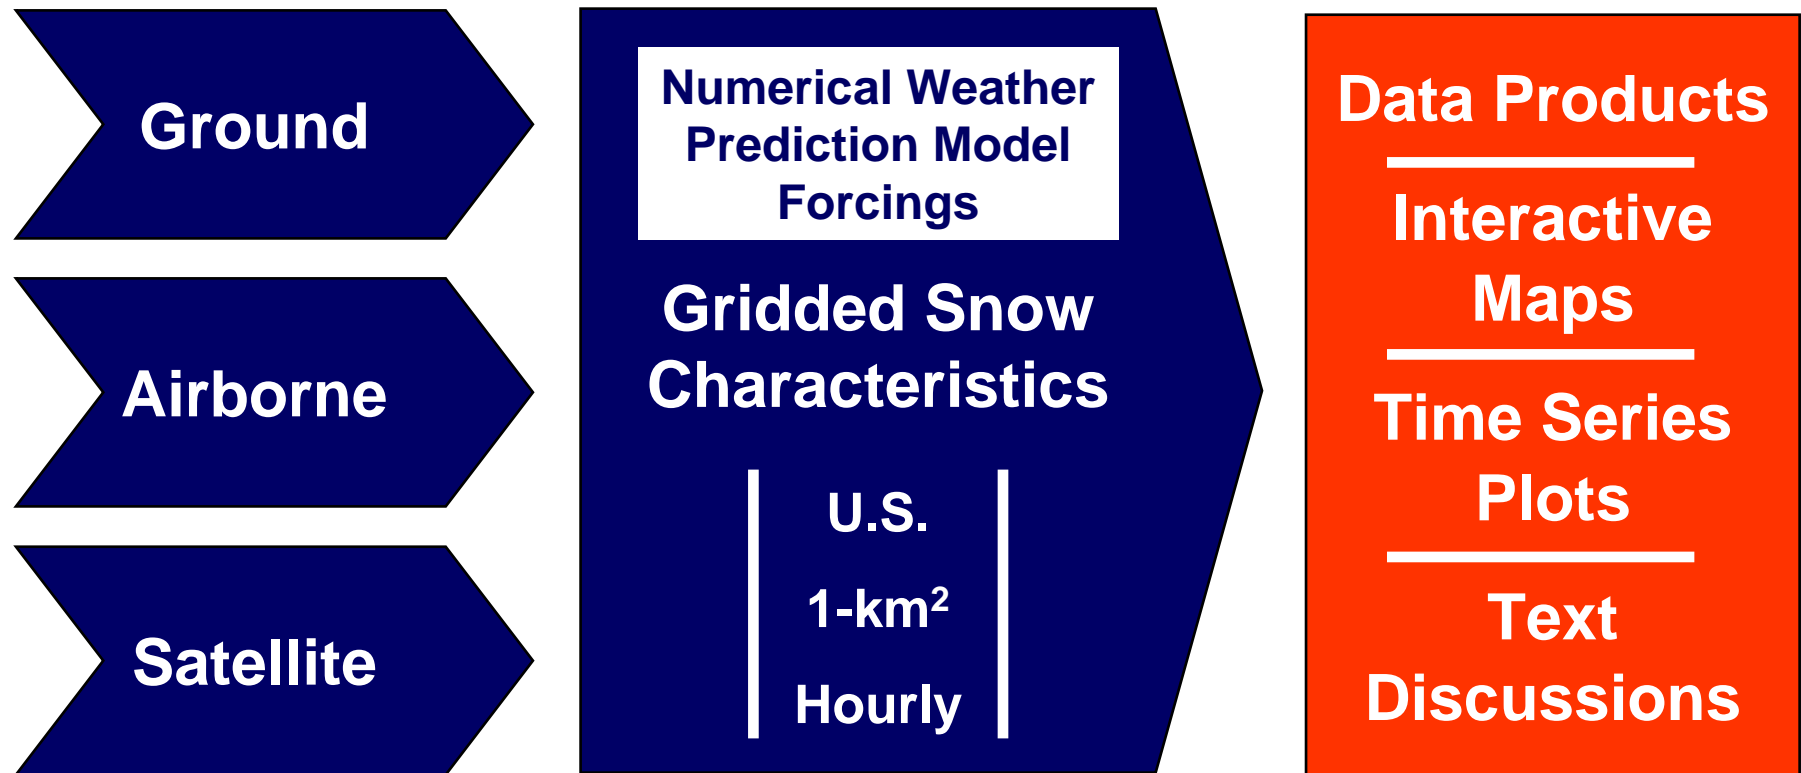 Ground
Airborne
Satellite
Numerical Weather
Prediction Model
Forcings
Gridded Snow
Characteristics
U.S.
1-km²
Hourly
Data Products
Interactive
Maps
Time Series
Plots
Text
Discussions